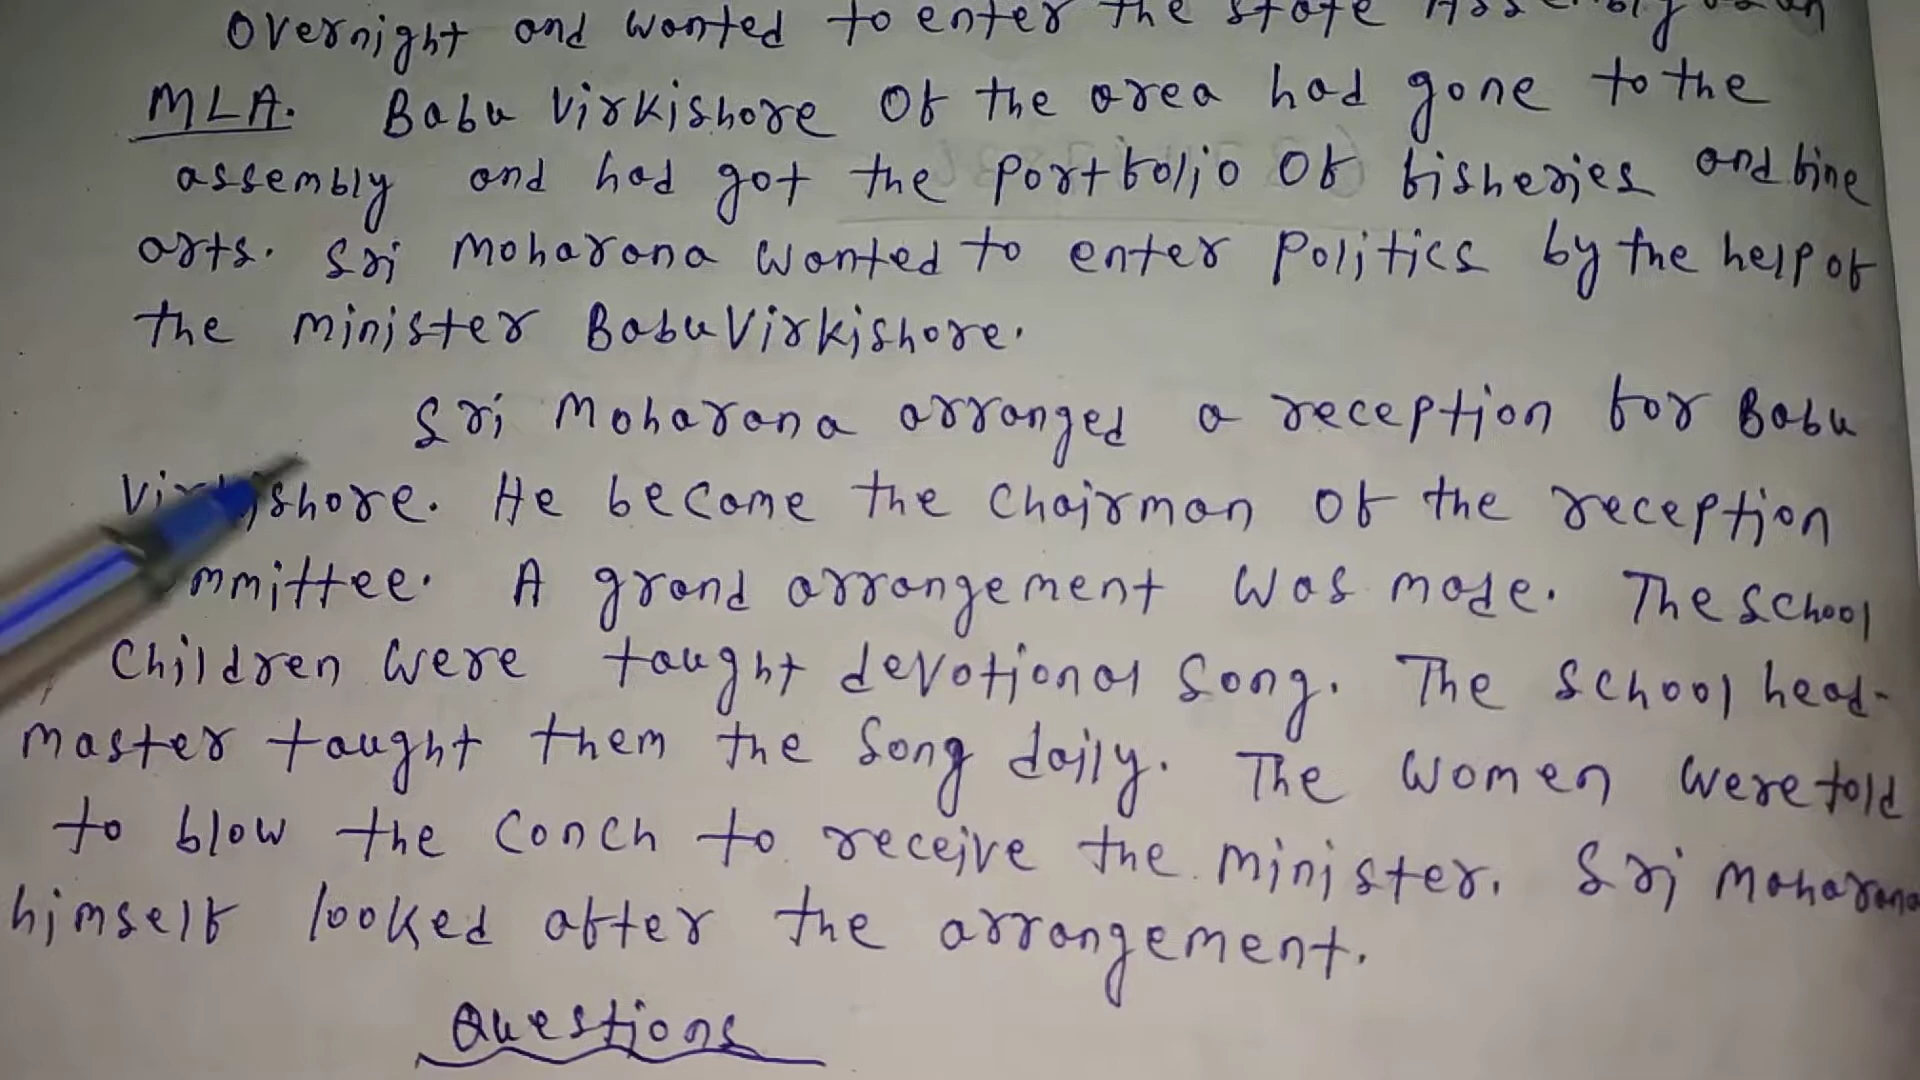 Overnight and wanted to enter the state Assembly as an
MLA. Babu Virkishore of the area had gone to the
assembly and had got the portfolio of fisheries and fine
arts. Sri Moharana wanted to enter politics by the help of
the minister Babu Virkishore.
Sri Moharana arranged a reception for Babu
Virkishore. He became the chairman of the reception
mmittee. A grand arrangement was made. The school
children were taught devotional song. The school head-
master taught them the song daily. The women were told
to blow the conch to receive the minister. Sri Moharana
himself looked after the arrangement.
Questions